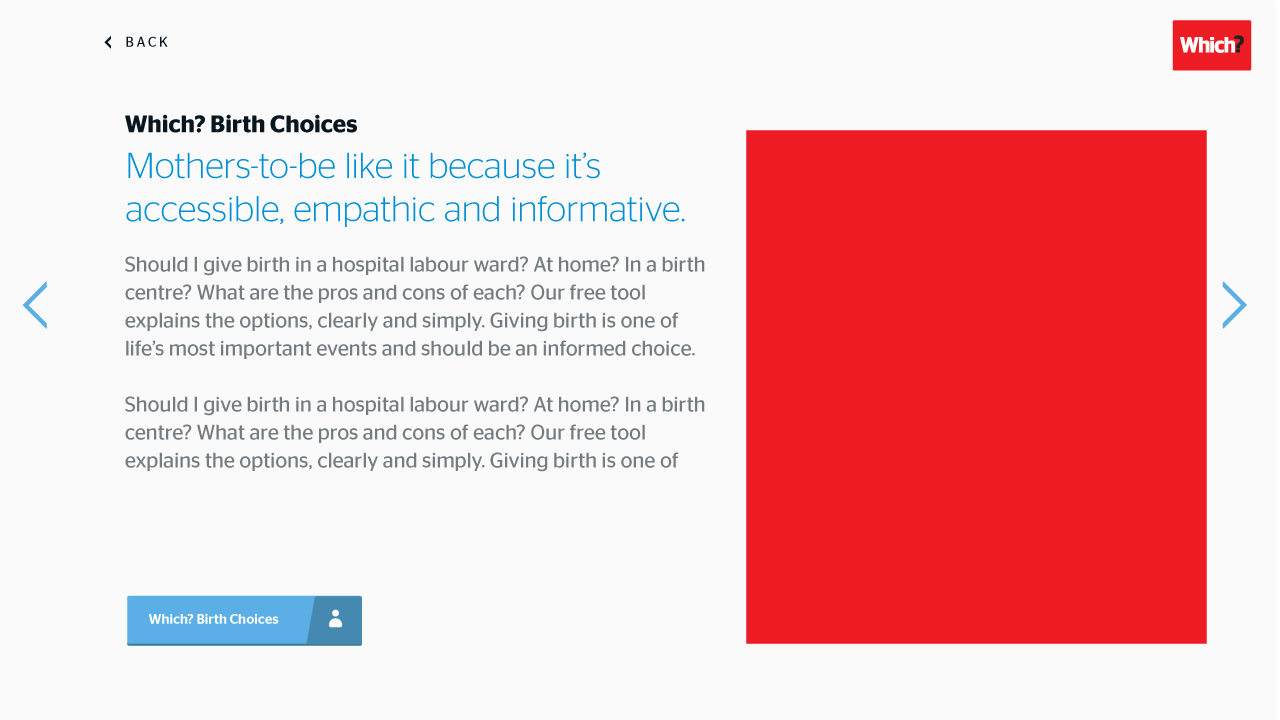 BACK
Which?
Which? Birth Choices
Mothers-to-be like it because it’s
accessible, empathic and informative.
Should I give birth in a hospital labour ward? At home? In a birth
centre? What are the pros and cons of each? Our free tool
explains the options, clearly and simply. Giving birth is one of
life’s most important events and should be an informed choice.
Should I give birth in a hospital labour ward? At home? In a birth
centre? What are the pros and cons of each? Our free tool
explains the options, clearly and simply. Giving birth is one of
Which? Birth Choices